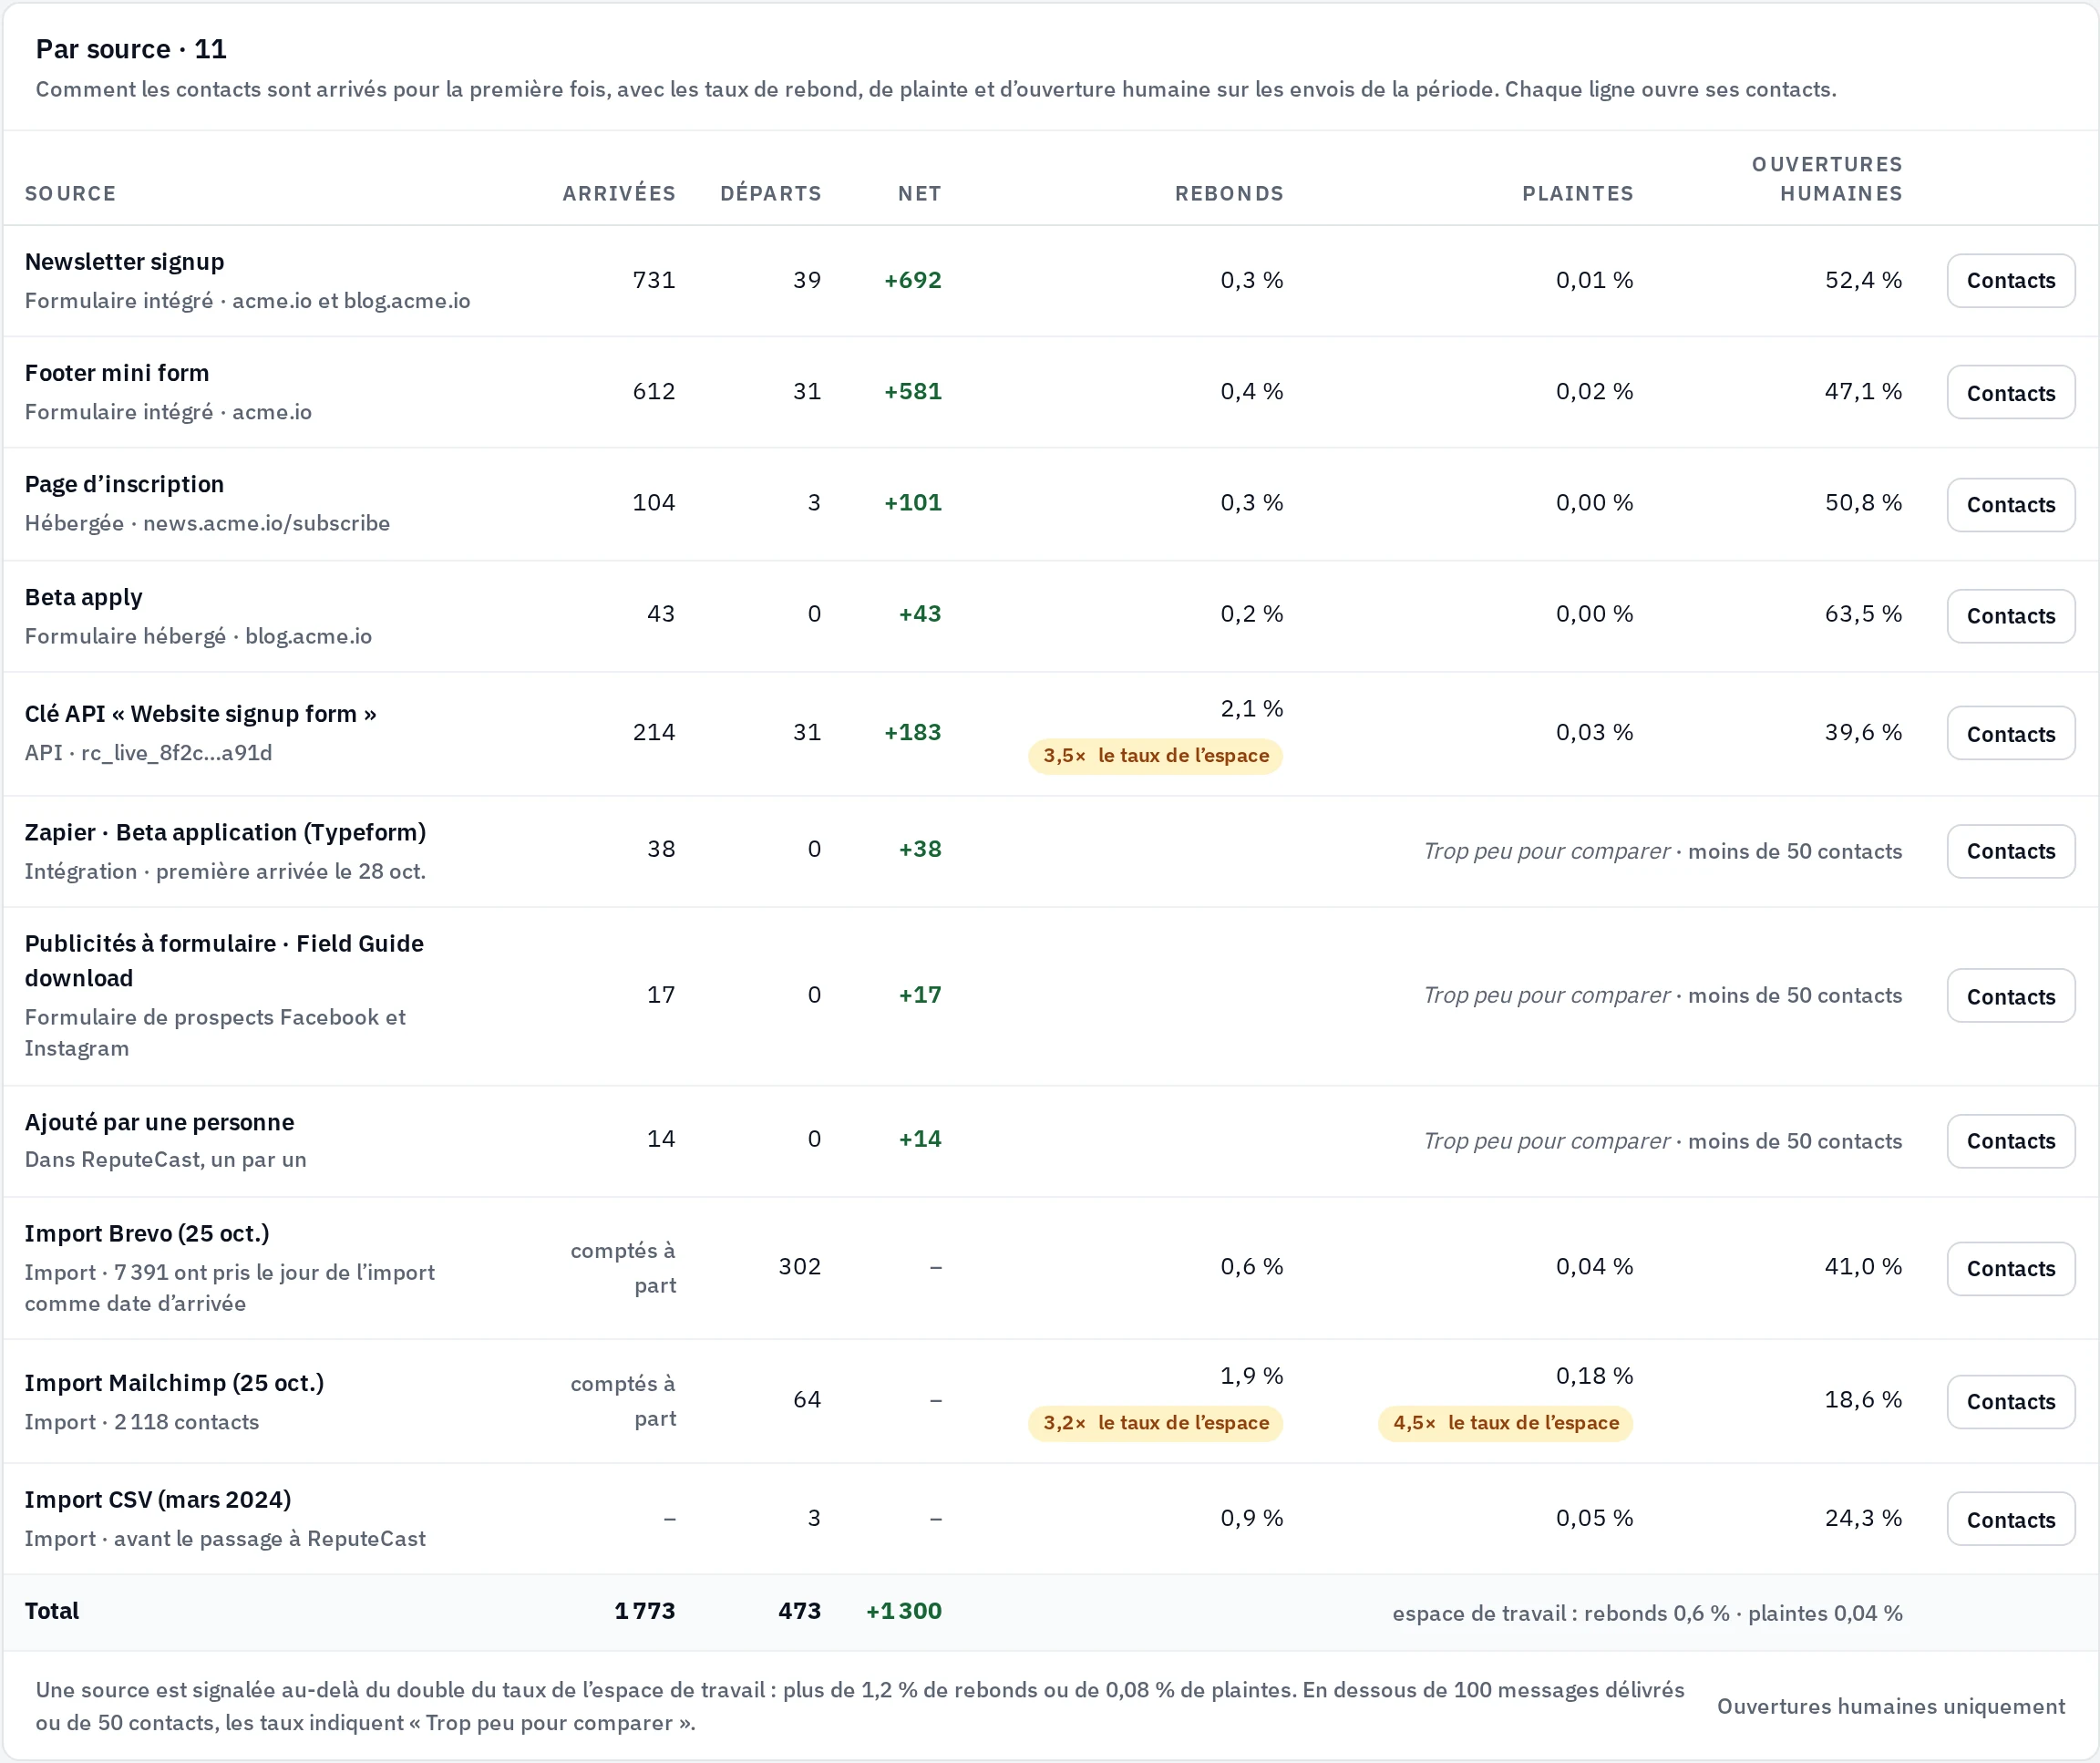 Par source · 11
Comment les contacts sont arrivés pour la première fois, avec les taux de rebond, de plainte et d’ouverture humaine sur les envois de la période. Chaque ligne ouvre ses contacts.
SOURCE ARRIVÉES DÉPARTS NET REBONDS PLAINTES OUVERTURES HUMAINES
Newsletter signup
Formulaire intégré · acme.io et blog.acme.io
731 39 +692 0,3 % 0,01 % 52,4 % Contacts
Footer mini form
Formulaire intégré · acme.io
612 31 +581 0,4 % 0,02 % 47,1 % Contacts
Page d’inscription
Hébergée · news.acme.io/subscribe
104 3 +101 0,3 % 0,00 % 50,8 % Contacts
Beta apply
Formulaire hébergé · blog.acme.io
43 0 +43 0,2 % 0,00 % 63,5 % Contacts
Clé API « Website signup form »
API · rc_live_8f2c…a91d
214 31 +183 2,1 % 0,03 % 39,6 % Contacts
3,5× le taux de l’espace
Zapier · Beta application (Typeform)
Intégration · première arrivée le 28 oct.
38 0 +38 Trop peu pour comparer · moins de 50 contacts Contacts
Publicités à formulaire · Field Guide
download
Formulaire de prospects Facebook et
Instagram
17 0 +17 Trop peu pour comparer · moins de 50 contacts Contacts
Ajouté par une personne
Dans ReputeCast, un par un
14 0 +14 Trop peu pour comparer · moins de 50 contacts Contacts
Import Brevo (25 oct.)
Import · 7 391 ont pris le jour de l’import
comme date d’arrivée
comptés à
part
302 – 0,6 % 0,04 % 41,0 % Contacts
Import Mailchimp (25 oct.)
Import · 2 118 contacts
comptés à
part
64 – 1,9 % 0,18 % 18,6 % Contacts
3,2× le taux de l’espace 4,5× le taux de l’espace
Import CSV (mars 2024)
Import · avant le passage à ReputeCast
– 3 – 0,9 % 0,05 % 24,3 % Contacts
Total 1 773 473 +1 300 espace de travail : rebonds 0,6 % · plaintes 0,04 %
Une source est signalée au-delà du double du taux de l’espace de travail : plus de 1,2 % de rebonds ou de 0,08 % de plaintes. En dessous de 100 messages délivrés
ou de 50 contacts, les taux indiquent « Trop peu pour comparer ».
Ouvertures humaines uniquement